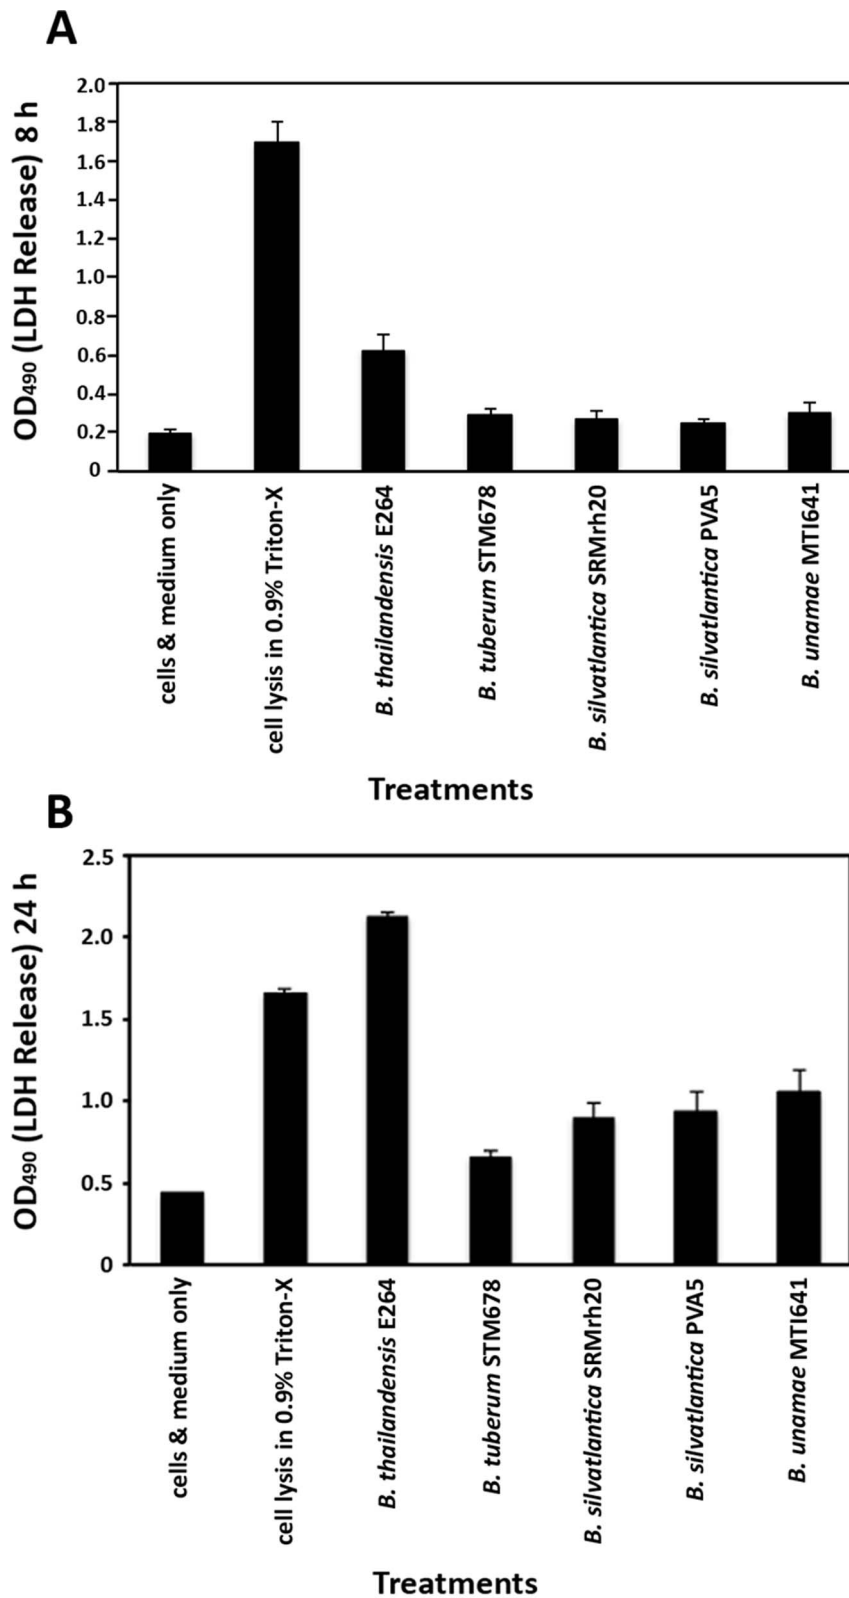 A
OD490 (LDH Release) 8 h
2.0
1.8
1.6
1.4
1.2
1.0
0.8
0.6
0.4
0.2
0
cells & medium only
cell lysis in 0.9% Triton-X
B. thailandensis E264
B. tuberum STM678
B. silvatlantica SRMrh20
B. silvatlantica PVA5
B. unamae MTI641
Treatments
B
OD490 (LDH Release) 24 h
2.5
2.0
1.5
1.0
0.5
0
cells & medium only
cell lysis in 0.9% Triton-X
B. thailandensis E264
B. tuberum STM678
B. silvatlantica SRMrh20
B. silvatlantica PVA5
B. unamae MTI641
Treatments